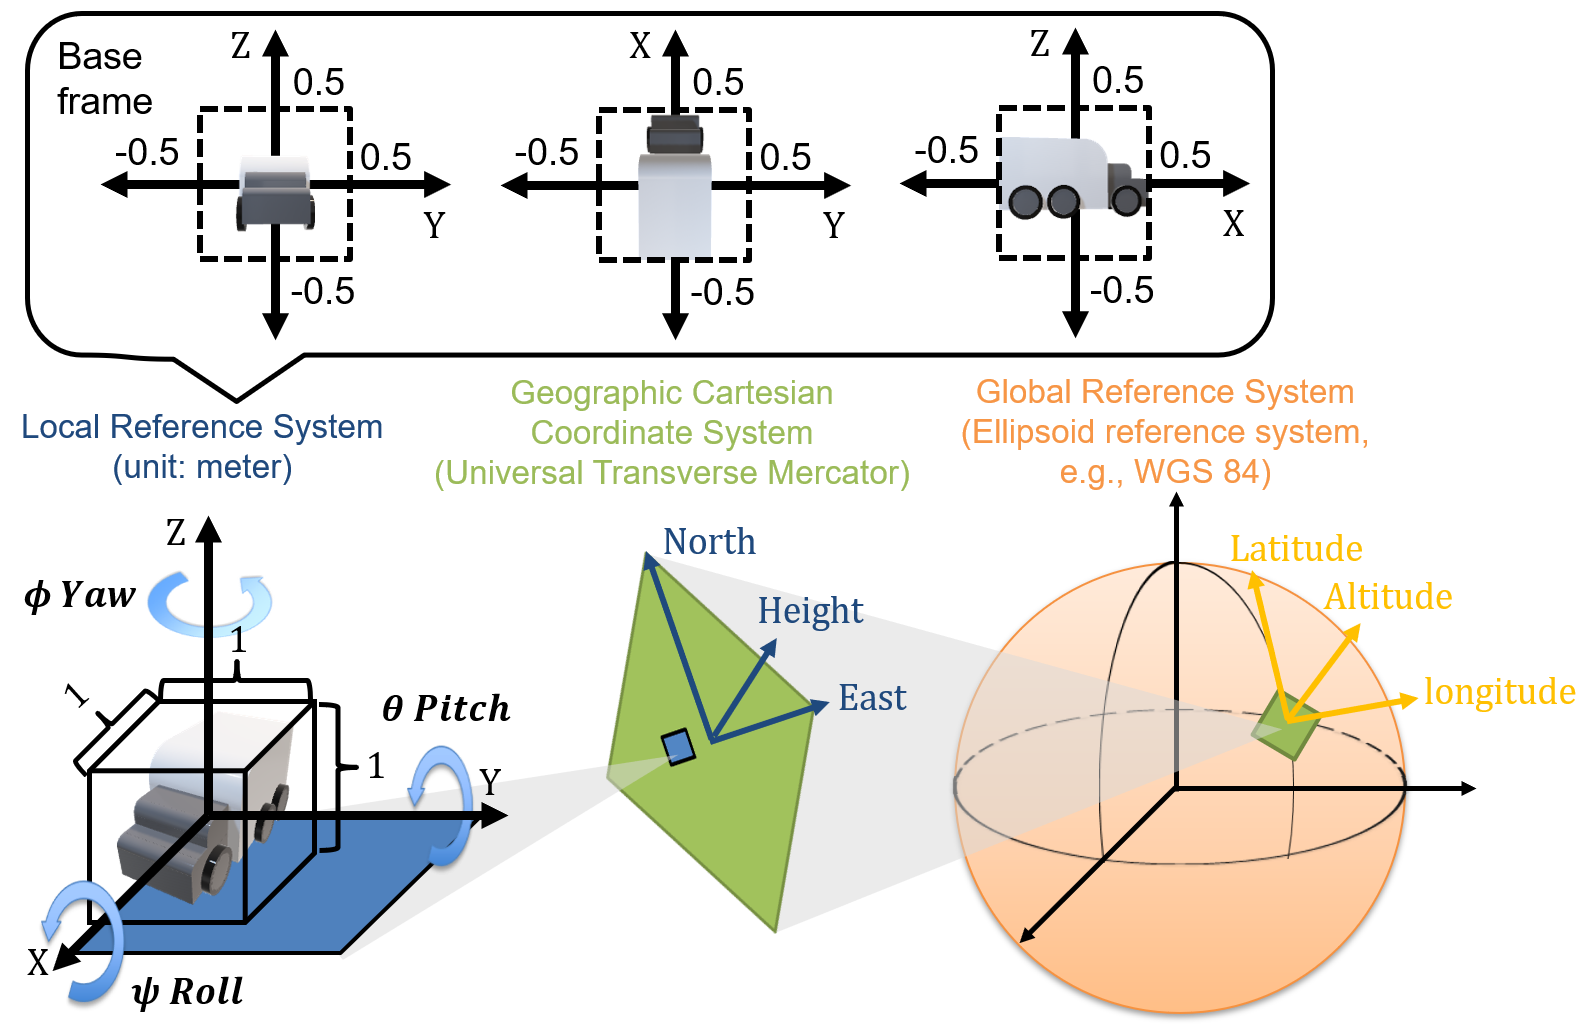 Base
frame
Z
0.5
-0.5
0.5
Y
-0.5
X
0.5
-0.5
0.5
Y
-0.5
Z
0.5
-0.5
0.5
X
-0.5
Local Reference System
(unit: meter)
Geographic Cartesian
Coordinate System
(Universal Transverse Mercator)
Global Reference System
(Ellipsoid reference system,
e.g., WGS 84)
Z
ϕ Yaw
1
1
1
θ Pitch
Y
X
ψ Roll
North
Height
East
Latitude
Altitude
longitude